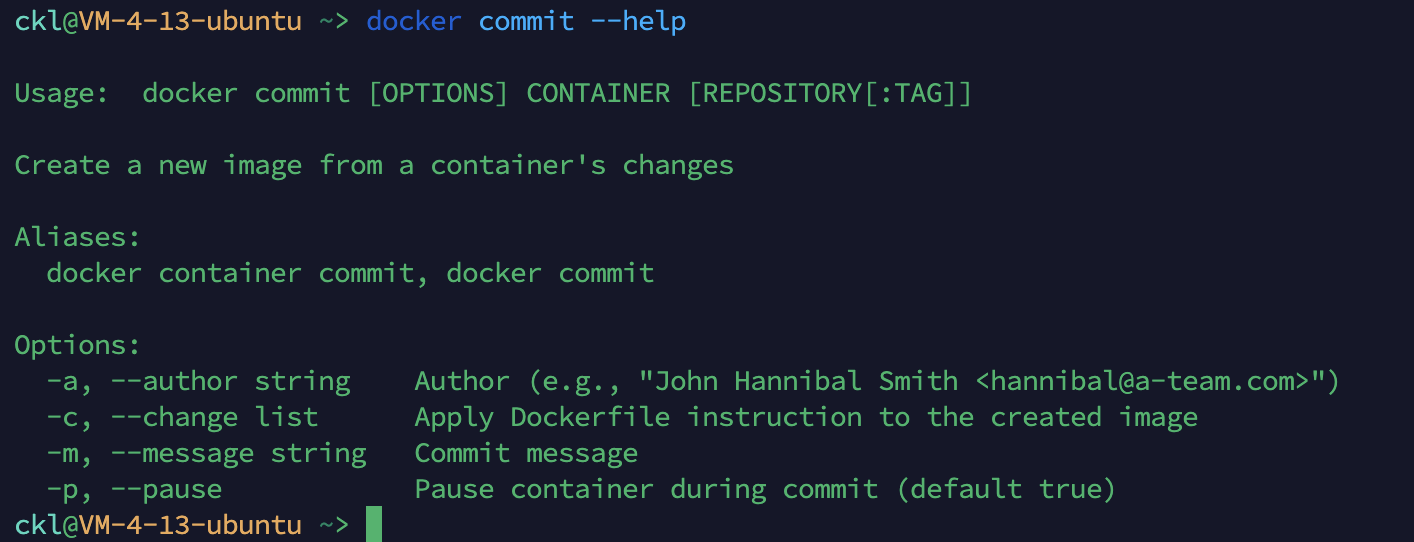 ckl@VM-4-13-ubuntu ~> docker commit --help
Usage:  docker commit [OPTIONS] CONTAINER [REPOSITORY[:TAG]]
Create a new image from a container's changes
Aliases:
  docker container commit, docker commit
Options:
  -a, --author string    Author (e.g., "John Hannibal Smith <hannibal@a-team.com>")
  -c, --change list      Apply Dockerfile instruction to the created image
  -m, --message string   Commit message
  -p, --pause            Pause container during commit (default true)
ckl@VM-4-13-ubuntu ~>